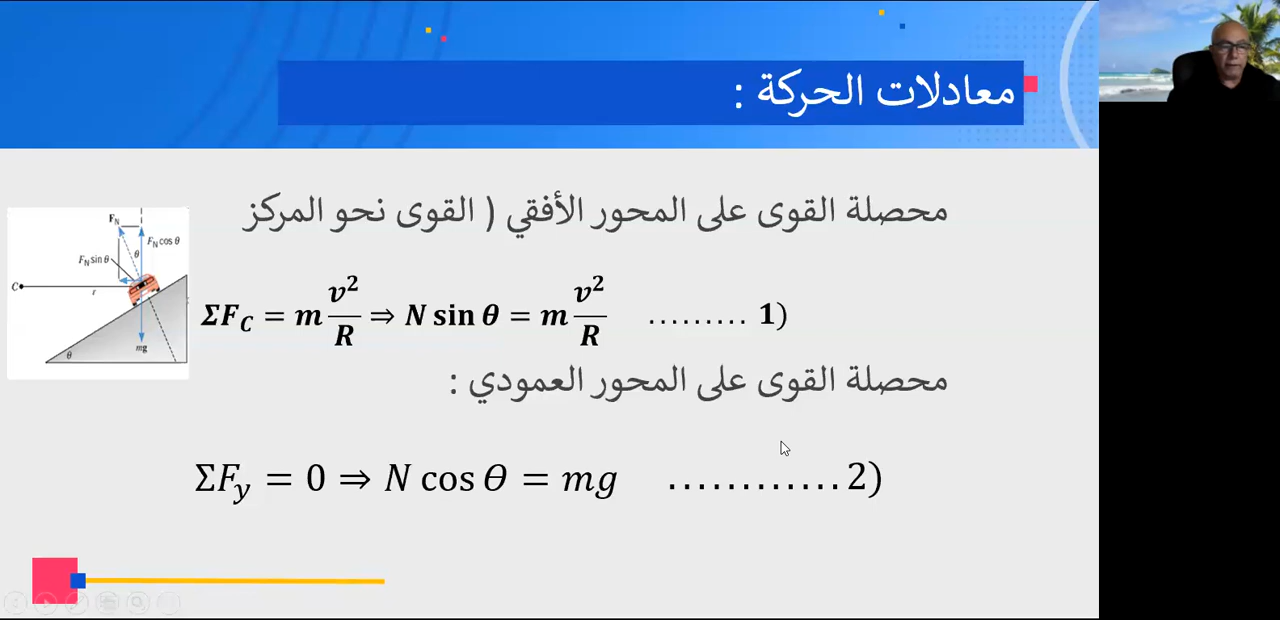 معادلات الحركة :
محصلة القوى على المحور الأفقي ( القوى نحو المركز
F_N
F_N cos θ
θ
F_N sin θ
C
r
mg
θ
ΣF_C = m v²/R ⇒ N sin θ = m v²/R ......... 1)
محصلة القوى على المحور العمودي :
ΣF_y = 0 ⇒ N cos θ = mg ............ 2)